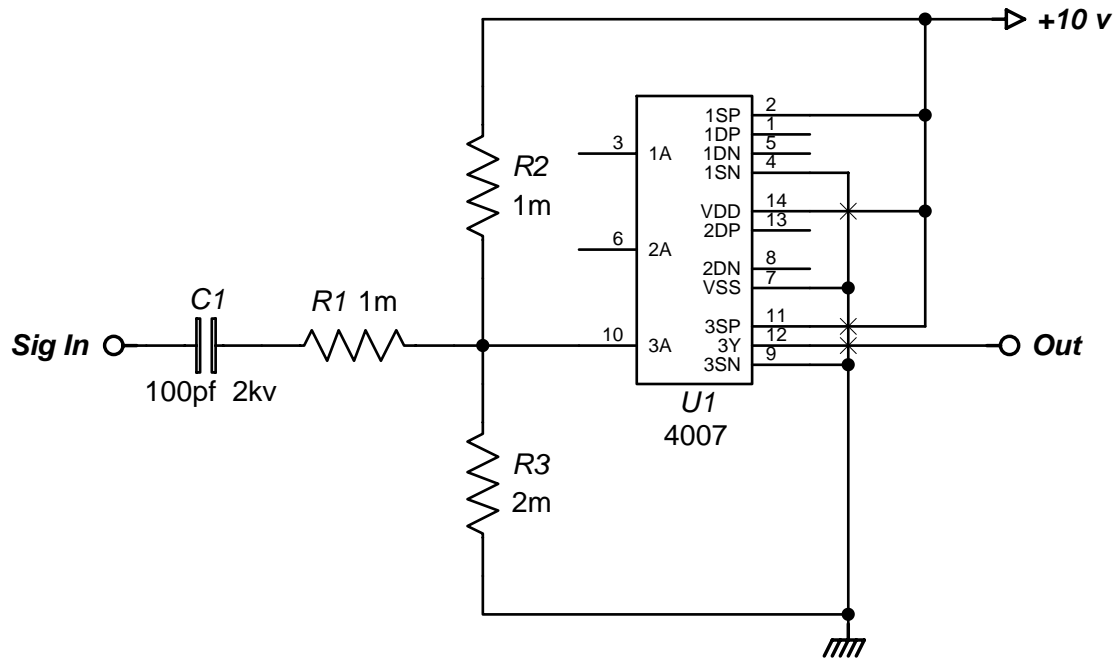 +10 v
2
1SP
1
1DP
3
1A
5
1DN
4
1SN
R2
1m
14
VDD
13
2DP
6
2A
8
2DN
7
VSS
C1
R1 1m
11
3SP
Sig In
10
3A
12
3Y
Out
9
3SN
100pf 2kv
U1
4007
R3
2m